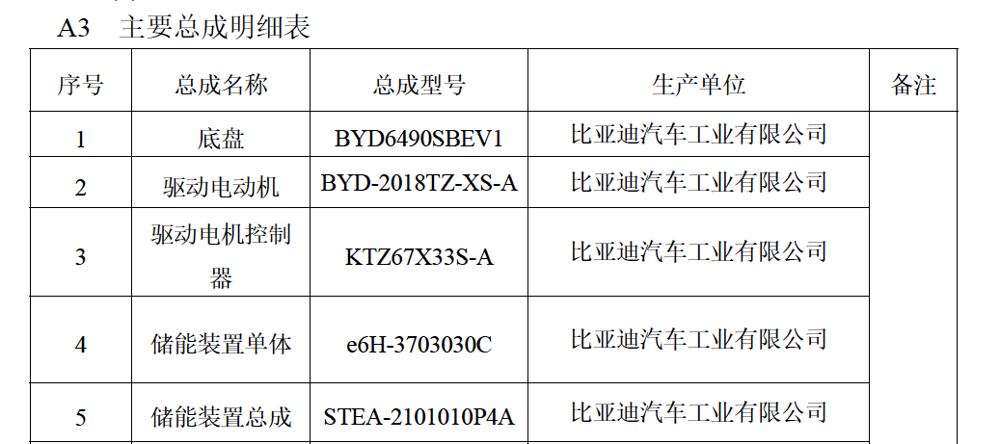 A3 主要总成明细表
序号 总成名称 总成型号 生产单位 备注
1 底盘 BYD6490SBEV1 比亚迪汽车工业有限公司
2 驱动电动机 BYD-2018TZ-XS-A 比亚迪汽车工业有限公司
3 驱动电机控制
器 KTZ67X33S-A 比亚迪汽车工业有限公司
4 储能装置单体 e6H-3703030C 比亚迪汽车工业有限公司
5 储能装置总成 STEA-2101010P4A 比亚迪汽车工业有限公司